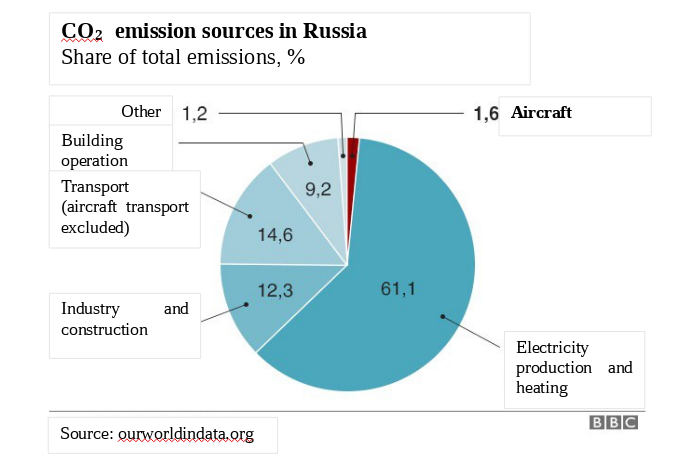 CO₂ emission sources in Russia
Share of total emissions, %
Other 1,2
1,6 Aircraft
Building
operation
9,2
Transport
(aircraft transport
excluded)
14,6
12,3
61,1
Industry and
construction
Electricity
production and
heating
BBC
Source: ourworldindata.org